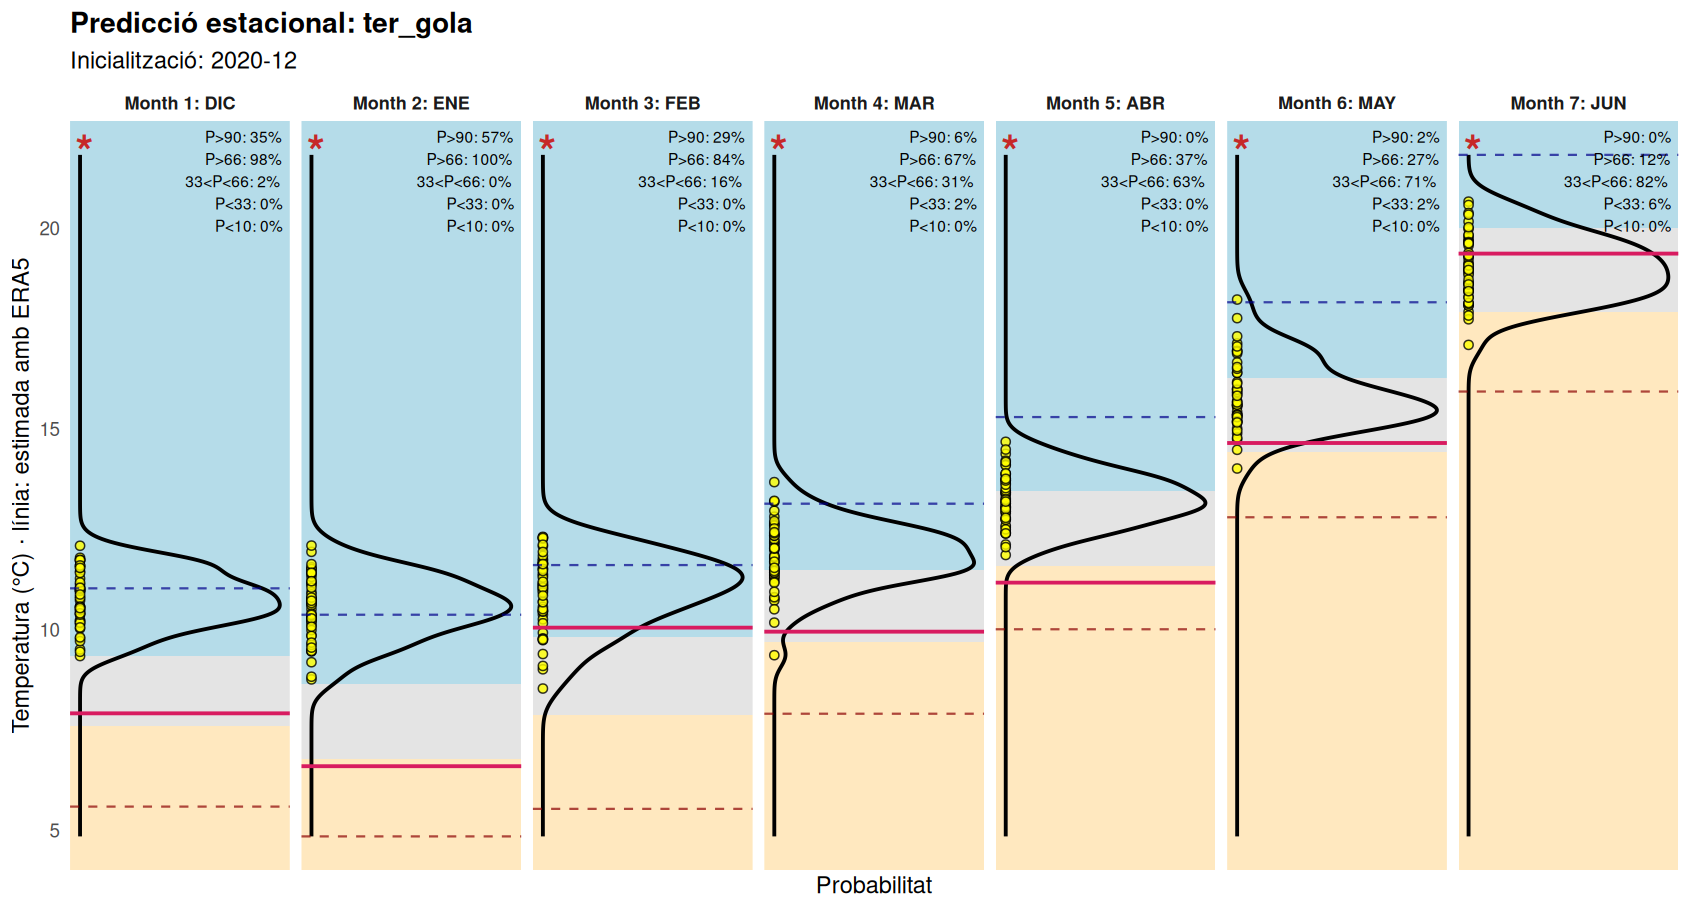 Predicció estacional: ter_gola
Inicialització: 2020-12
Month 1: DIC
Month 2: ENE
Month 3: FEB
Month 4: MAR
Month 5: ABR
Month 6: MAY
Month 7: JUN
*
P>90: 35%
P>66: 98%
33<P<66: 2%
P<33: 0%
P<10: 0%
*
P>90: 57%
P>66: 100%
33<P<66: 0%
P<33: 0%
P<10: 0%
*
P>90: 29%
P>66: 84%
33<P<66: 16%
P<33: 0%
P<10: 0%
*
P>90: 6%
P>66: 67%
33<P<66: 31%
P<33: 2%
P<10: 0%
*
P>90: 0%
P>66: 37%
33<P<66: 63%
P<33: 0%
P<10: 0%
*
P>90: 2%
P>66: 27%
33<P<66: 71%
P<33: 2%
P<10: 0%
*
P>90: 0%
P>66: 12%
33<P<66: 82%
P<33: 6%
P<10: 0%
20
15
10
5
Temperatura (°C) · línia: estimada amb ERA5
Probabilitat